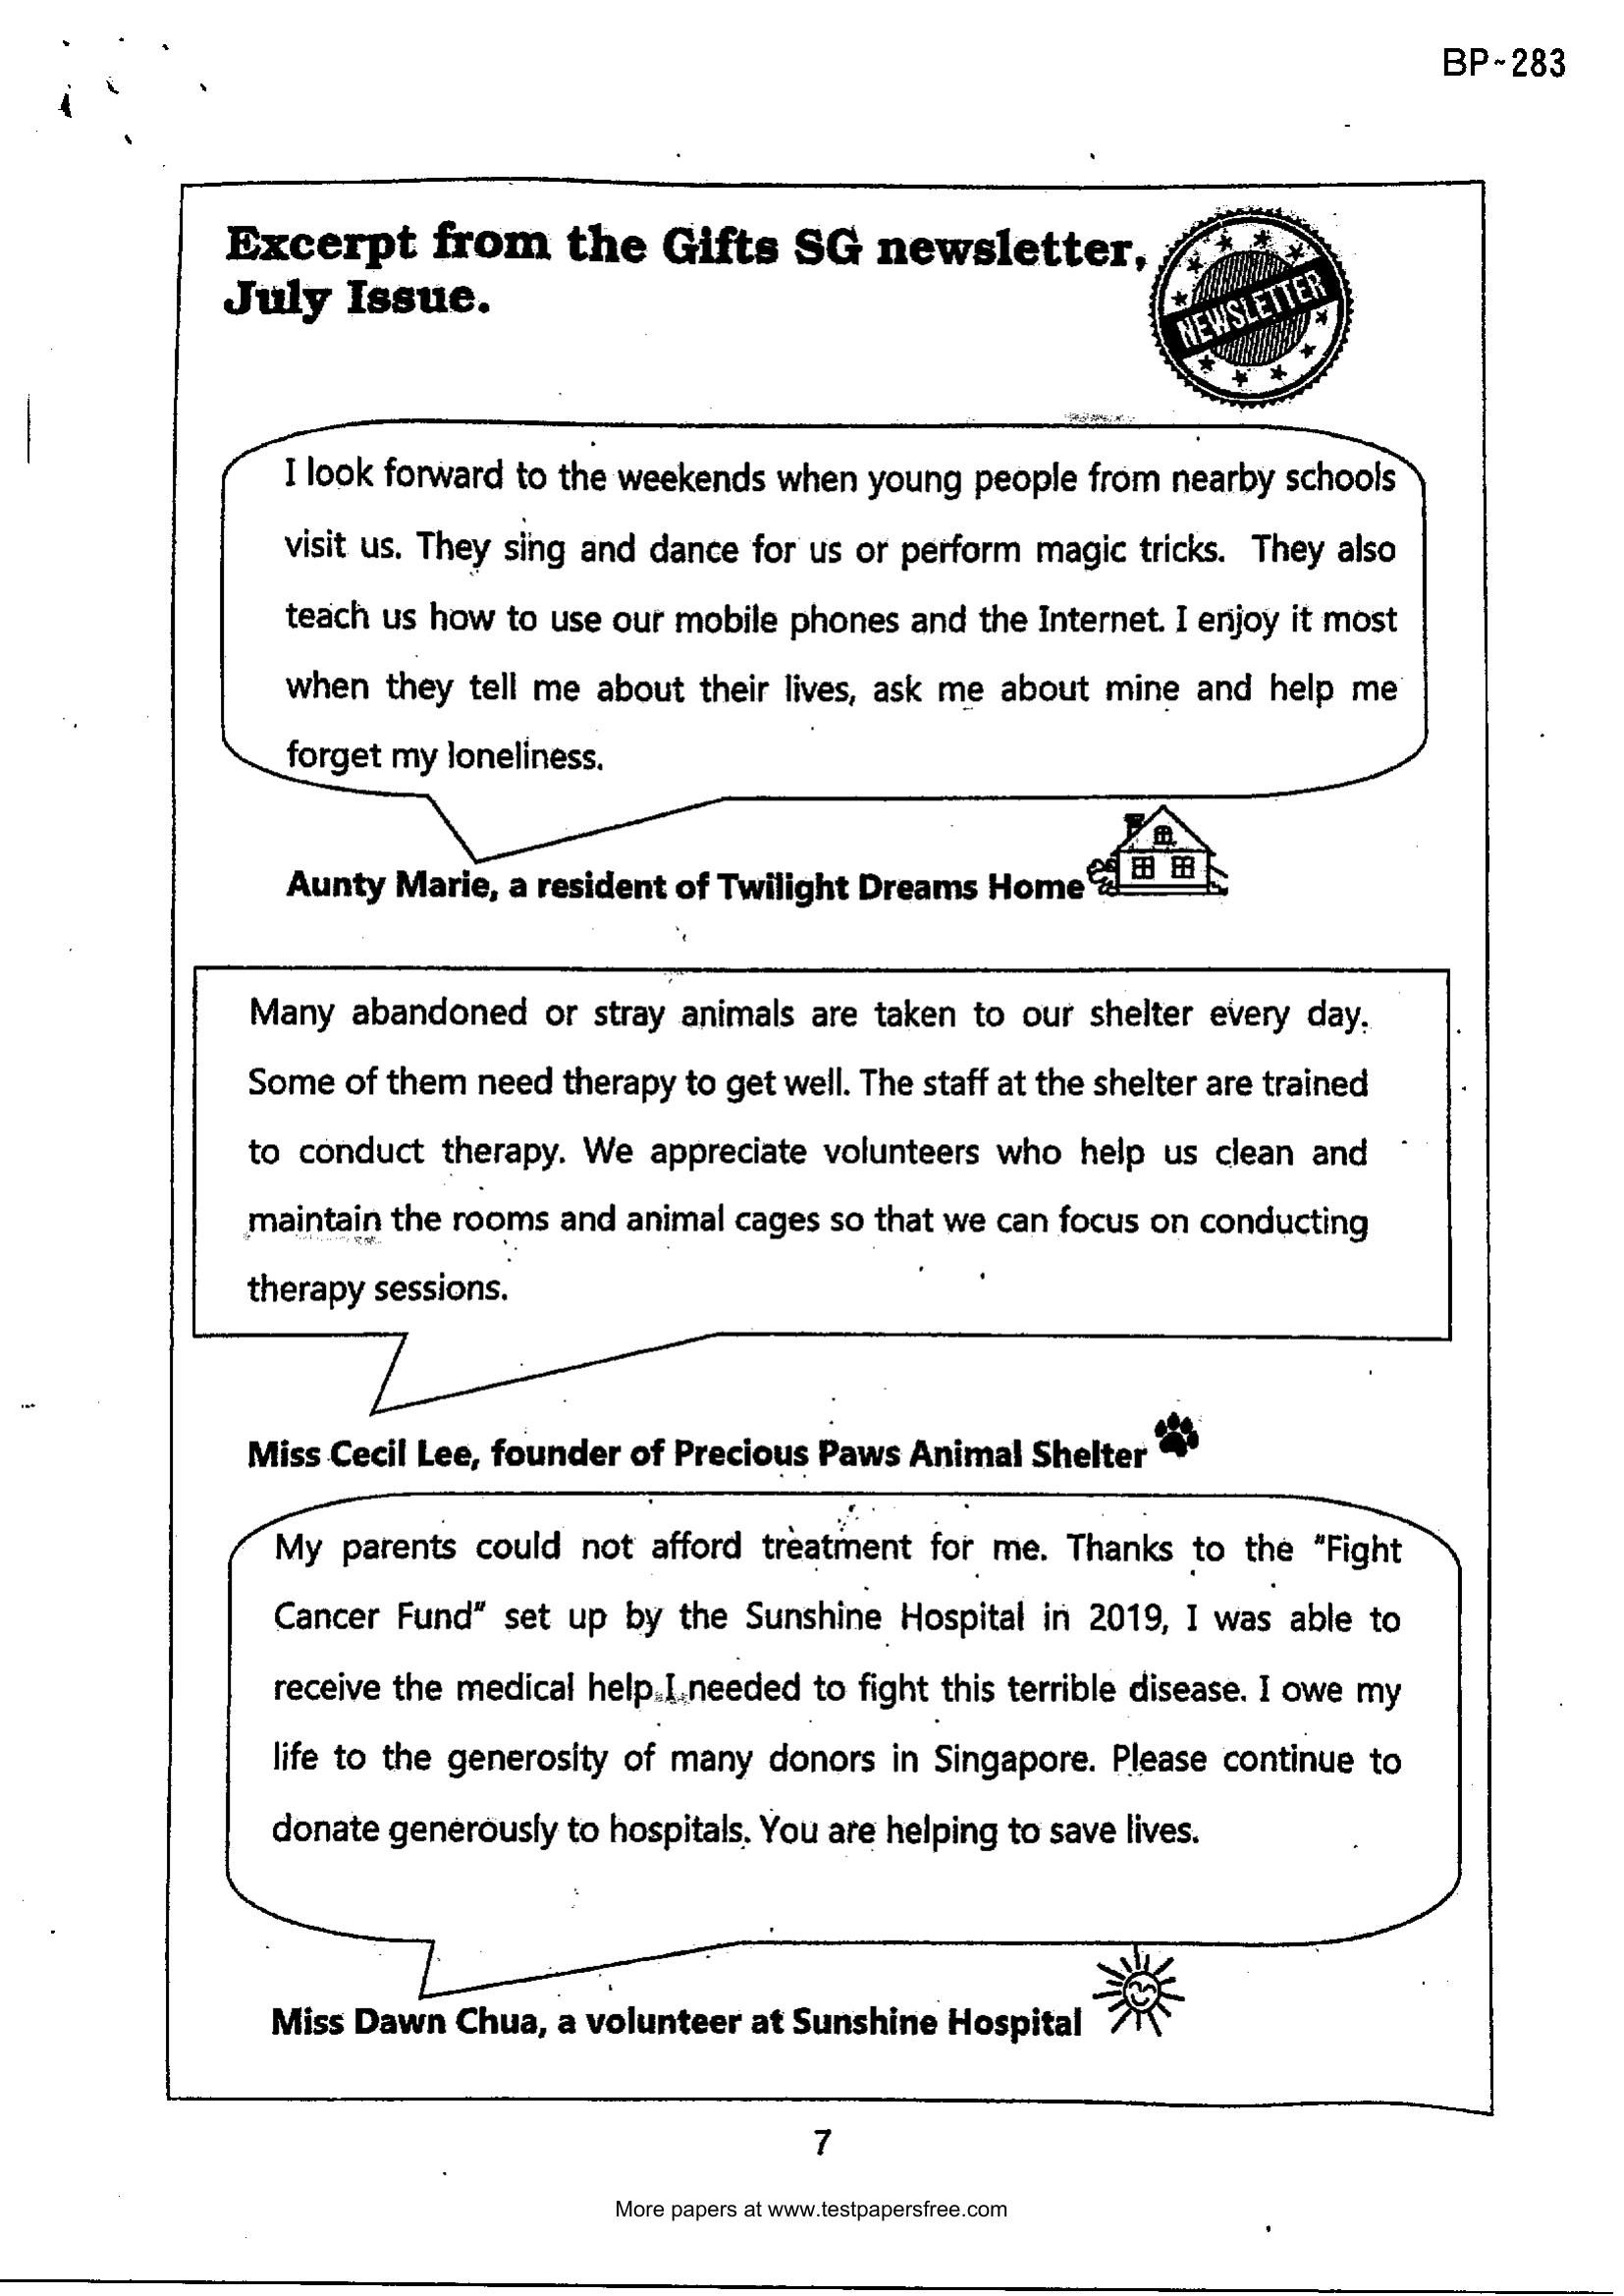 BP~283
Excerpt from the Gifts SG newsletter,
July Issue.
NEWSLETTER
I look forward to the weekends when young people from nearby schools
visit us. They sing and dance for us or perform magic tricks. They also
teach us how to use our mobile phones and the Internet. I enjoy it most
when they tell me about their lives, ask me about mine and help me
forget my loneliness.
Aunty Marie, a resident of Twilight Dreams Home
Many abandoned or stray animals are taken to our shelter every day.
Some of them need therapy to get well. The staff at the shelter are trained
to conduct therapy. We appreciate volunteers who help us clean and
maintain the rooms and animal cages so that we can focus on conducting
therapy sessions.
Miss Cecil Lee, founder of Precious Paws Animal Shelter
My parents could not afford treatment for me. Thanks to the "Fight
Cancer Fund" set up by the Sunshine Hospital in 2019, I was able to
receive the medical help I needed to fight this terrible disease. I owe my
life to the generosity of many donors in Singapore. Please continue to
donate generously to hospitals. You are helping to save lives.
Miss Dawn Chua, a volunteer at Sunshine Hospital
7
More papers at www.testpapersfree.com